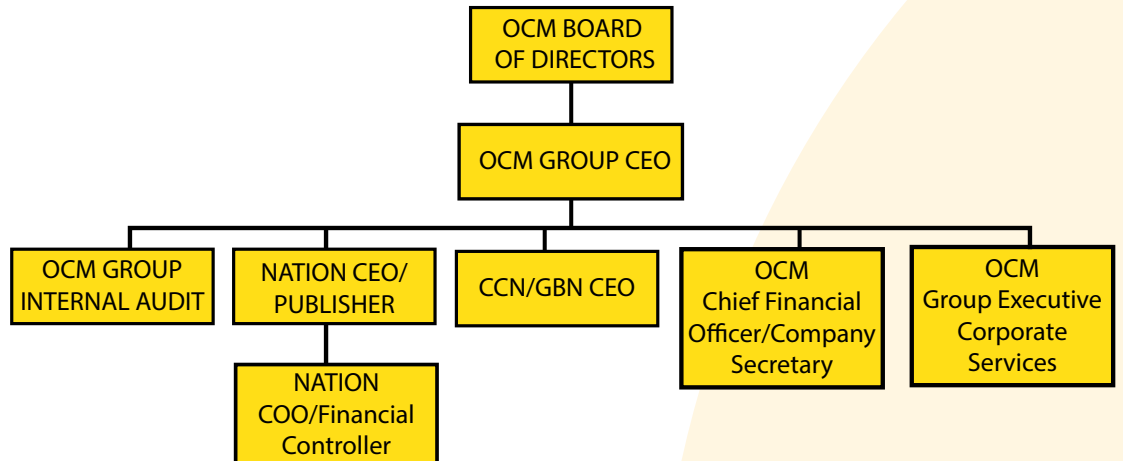 OCM BOARD
OF DIRECTORS
OCM GROUP CEO
OCM GROUP
INTERNAL AUDIT
NATION CEO/
PUBLISHER
CCN/GBN CEO
OCM
Chief Financial
Officer/Company
Secretary
OCM
Group Executive
Corporate
Services
NATION
COO/Financial
Controller